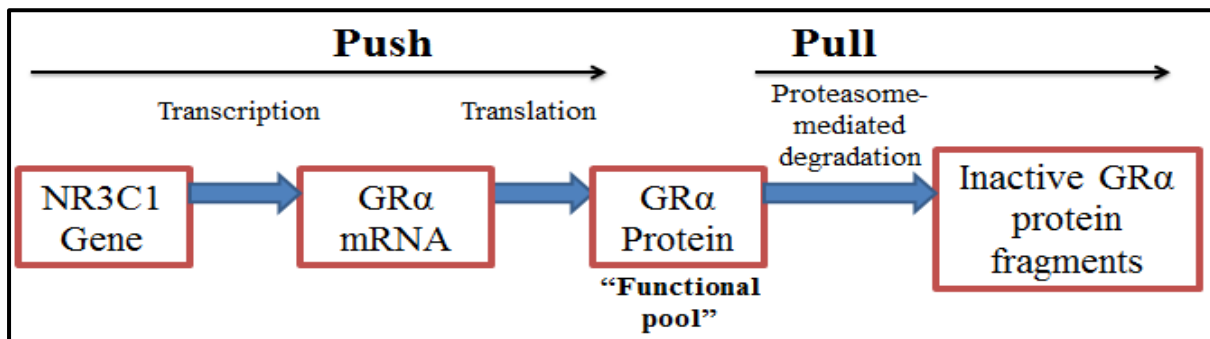 Push
Pull
Transcription
Translation
Proteasome-
mediated
degradation
NR3C1
Gene
GRα
mRNA
GRα
Protein
Inactive GRα
protein
fragments
“Functional
pool”